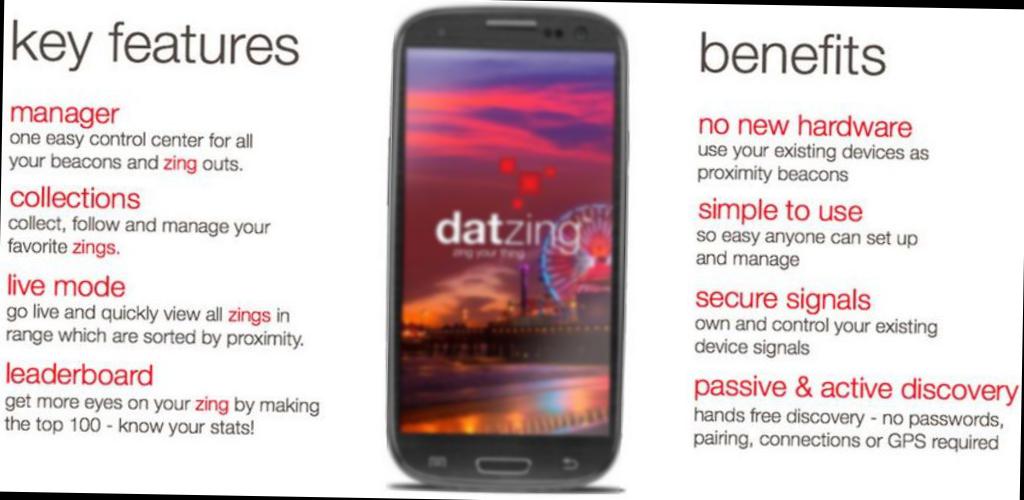 key features
manager
one easy control center for all
your beacons and zing outs.
collections
collect, follow and manage your
favorite zings.
live mode
go live and quickly view all zings in
range which are sorted by proximity.
leaderboard
get more eyes on your zing by making
the top 100 - know your stats!
datzing
zing your thing
benefits
no new hardware
use your existing devices as
proximity beacons
simple to use
so easy anyone can set up
and manage
secure signals
own and control your existing
device signals
passive & active discovery
hands free discovery - no passwords,
pairing, connections or GPS required